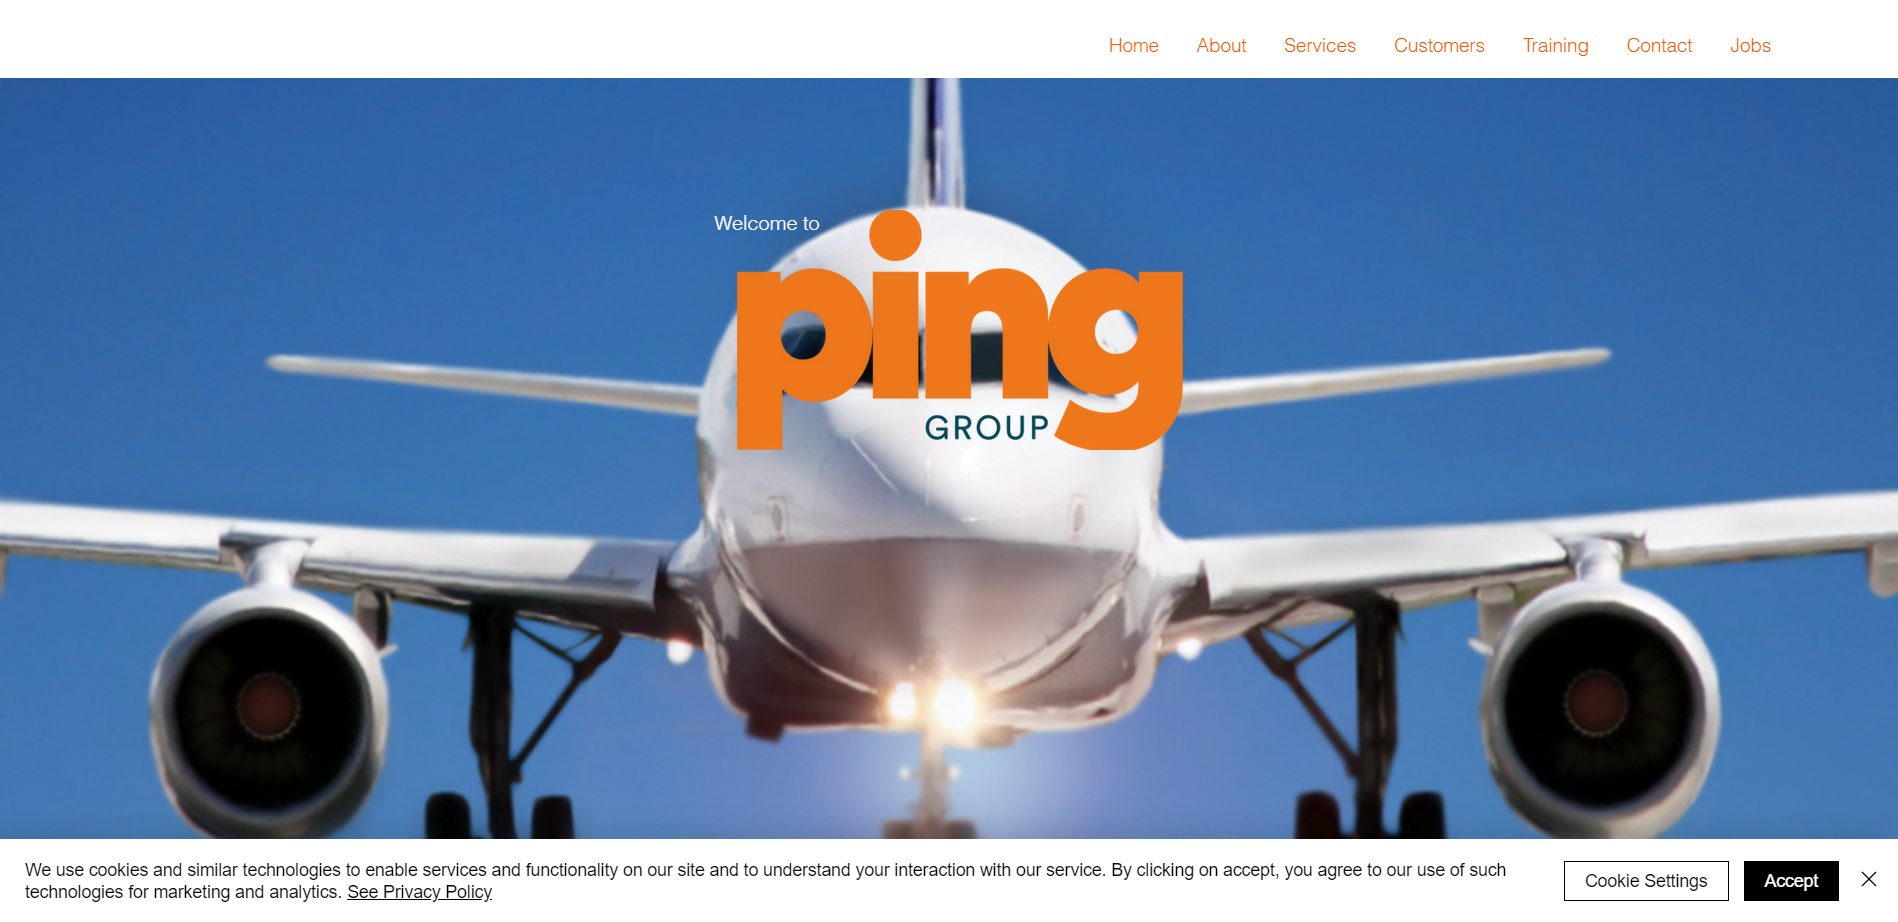 Home About Services Customers Training Contact Jobs
Welcome to
ping
GROUP
We use cookies and similar technologies to enable services and functionality on our site and to understand your interaction with our service. By clicking on accept, you agree to our use of such
technologies for marketing and analytics. See Privacy Policy
Cookie Settings
Accept